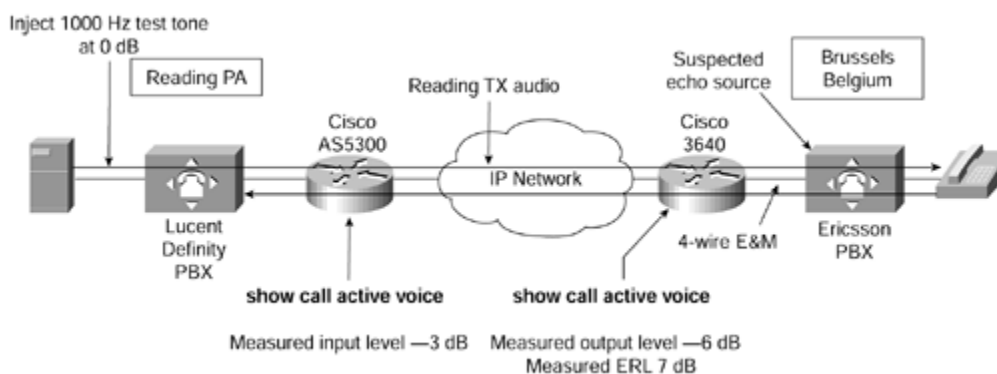 Inject 1000 Hz test tone
at 0 dB
Reading PA
Reading TX audio
Suspected
echo source
Brussels
Belgium
Cisco
AS5300
Cisco
3640
IP Network
Lucent
Definity
PBX
4-wire E&M
Ericsson
PBX
show call active voice
show call active voice
Measured input level —3 dB
Measured output level —6 dB
Measured ERL 7 dB